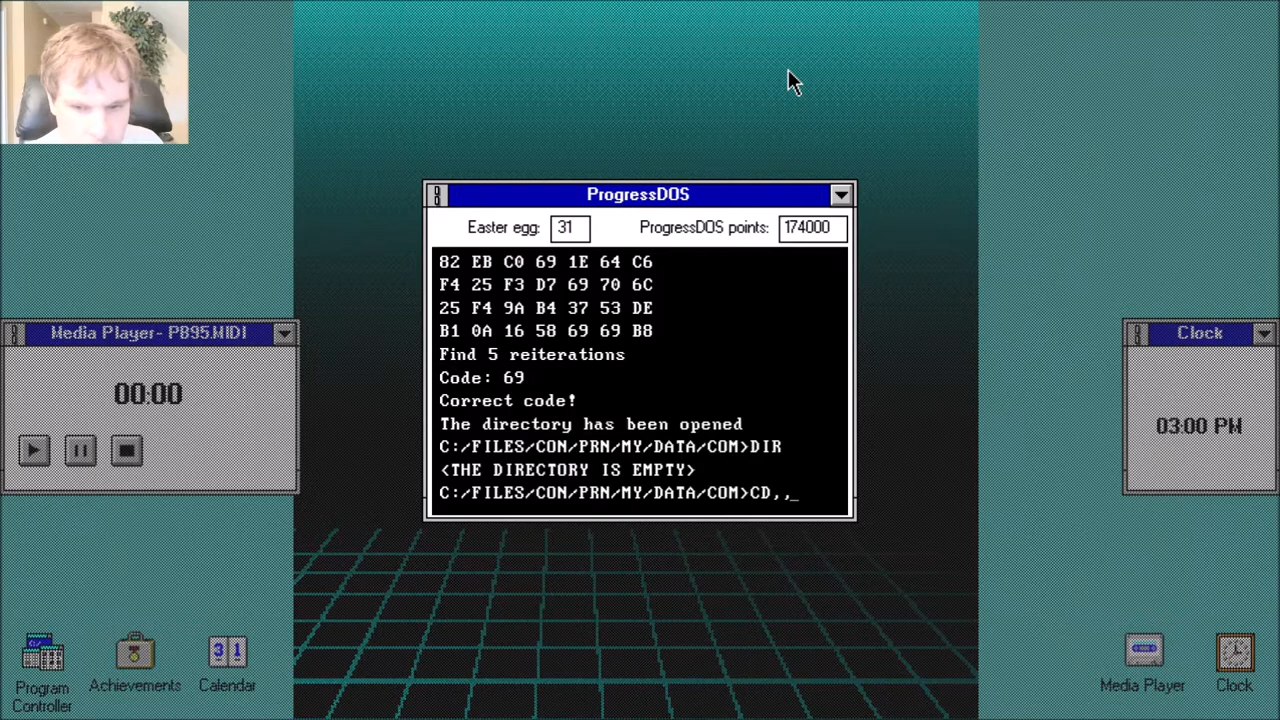 ProgressDOS
Easter egg: 31 ProgressDOS points: 174000
82 EB C0 69 1E 64 C6
F4 25 F3 D7 69 70 6C
25 F4 9A B4 37 53 DE
B1 0A 16 58 69 69 B8
Find 5 reiterations
Code: 69
Correct code!
The directory has been opened
C:/FILES/CON/PRN/MY/DATA/COM>DIR
<THE DIRECTORY IS EMPTY>
C:/FILES/CON/PRN/MY/DATA/COM>CD,,_
Media Player- PB95.MIDI
00:00
Clock
03:00 PM
31
Program
Controller
Achievements
Calendar
Media Player
Clock